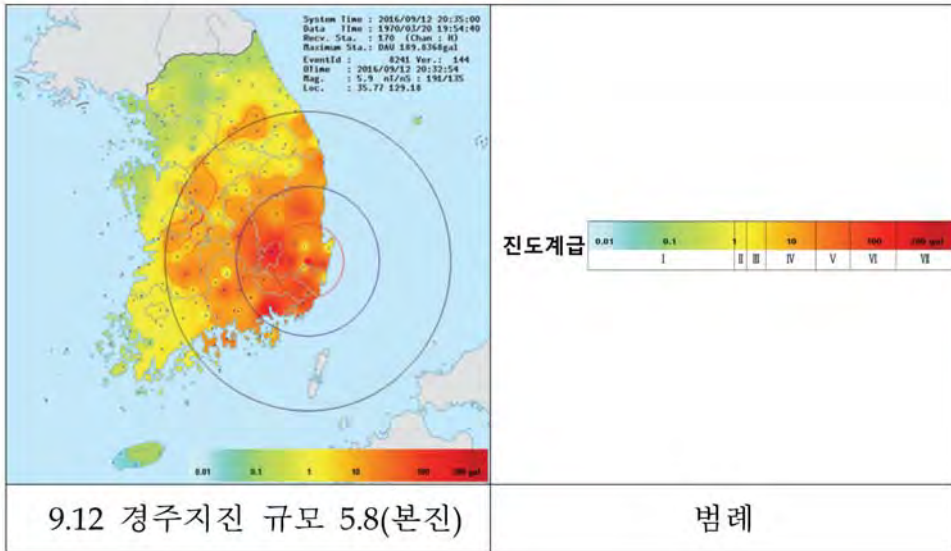 System Time : 2016/09/12 20:35:00
Data Time : 1970/03/20 19:54:40
Recv. Sta. : 170 (Chan : H)
Maximum Sta.: DAU 189.8368gal
EventId : 8241 Ver.: 144
OTime : 2016/09/12 20:32:54
Mag. : 5.9 nT/nS : 191/135
Loc. : 35.77 129.18
0.01 0.1 1 10 100 200 gal
진도계급 0.01 0.1 1 10 100 200 gal
I II III IV V VI VII
9.12 경주지진 규모 5.8(본진)
범례